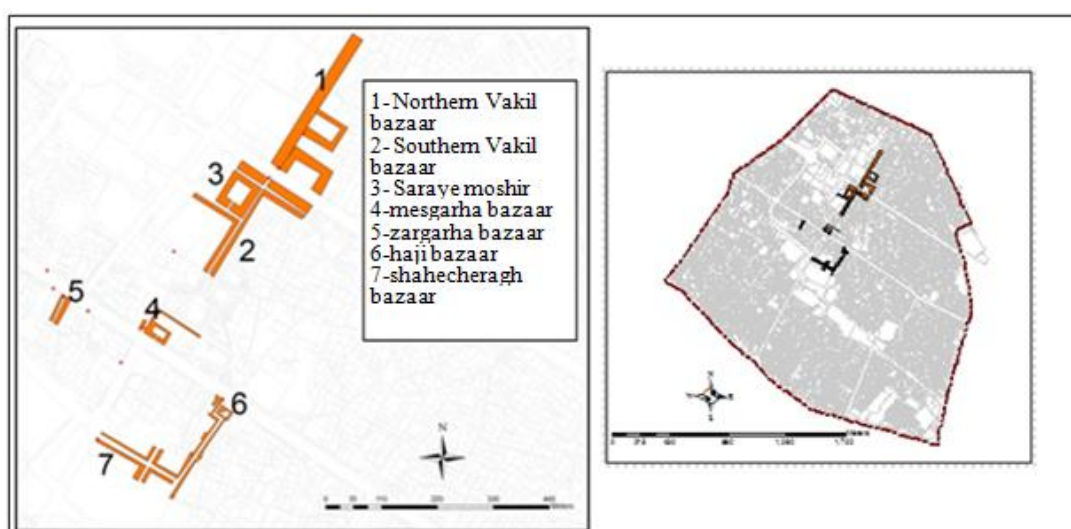 1
3
2
5
4
6
7
N
1- Northern Vakil
bazaar
2- Southern Vakil
bazaar
3- Saraye moshir
4-mesgarha bazaar
5-zargarha bazaar
6-haji bazaar
7-shahecheragh
bazaar
N